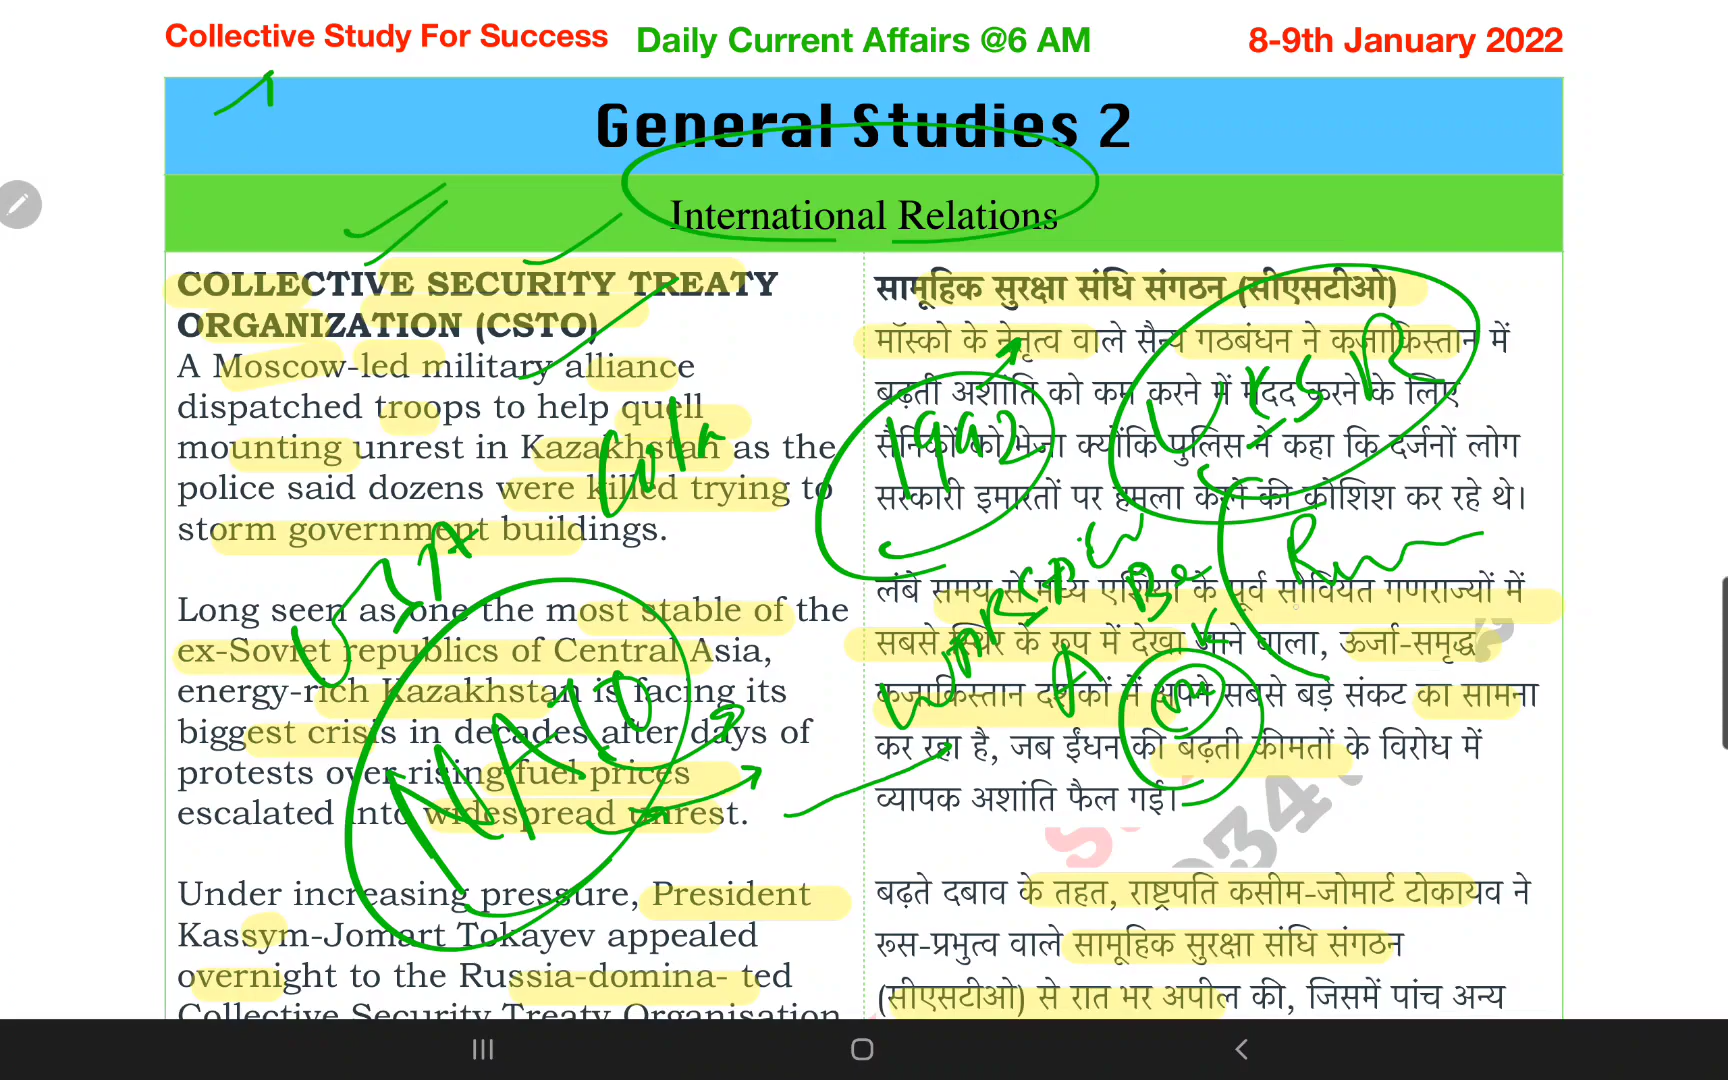 Collective Study For Success Daily Current Affairs @6 AM 8-9th January 2022
General Studies 2
International Relations
COLLECTIVE SECURITY TREATY
ORGANIZATION (CSTO)
A Moscow-led military alliance
dispatched troops to help quell
mounting unrest in Kazakhstan as the
police said dozens were killed trying to
storm government buildings.
Long seen as one the most stable of the
ex-Soviet republics of Central Asia,
energy-rich Kazakhstan is facing its
biggest crisis in decades after days of
protests over rising fuel prices
escalated into widespread unrest.
Under increasing pressure, President
Kassym-Jomart Tokayev appealed
overnight to the Russia-domina- ted
Collective Security Treaty Organisation
सामूहिक सुरक्षा संधि संगठन (सीएसटीओ)
मॉस्को के नेतृत्व वाले सैन्य गठबंधन ने कजाकिस्तान में
बढ़ती अशांति को कम करने में मदद करने के लिए
सैनिकों को भेजा क्योंकि पुलिस ने कहा कि दर्जनों लोग
सरकारी इमारतों पर हमला करने की कोशिश कर रहे थे।
लंबे समय से मध्य एशिया के पूर्व सोवियत गणराज्यों में
सबसे स्थिर के रूप में देखा जाने वाला, ऊर्जा-समृद्ध
कजाकिस्तान दशकों में अपने सबसे बड़े संकट का सामना
कर रहा है, जब ईंधन की बढ़ती कीमतों के विरोध में
व्यापक अशांति फैल गई।
बढ़ते दबाव के तहत, राष्ट्रपति कसीम-जोमार्ट टोकायव ने
रूस-प्रभुत्व वाले सामूहिक सुरक्षा संधि संगठन
(सीएसटीओ) से रात भर अपील की, जिसमें पांच अन्य
1992
USSR
NATO